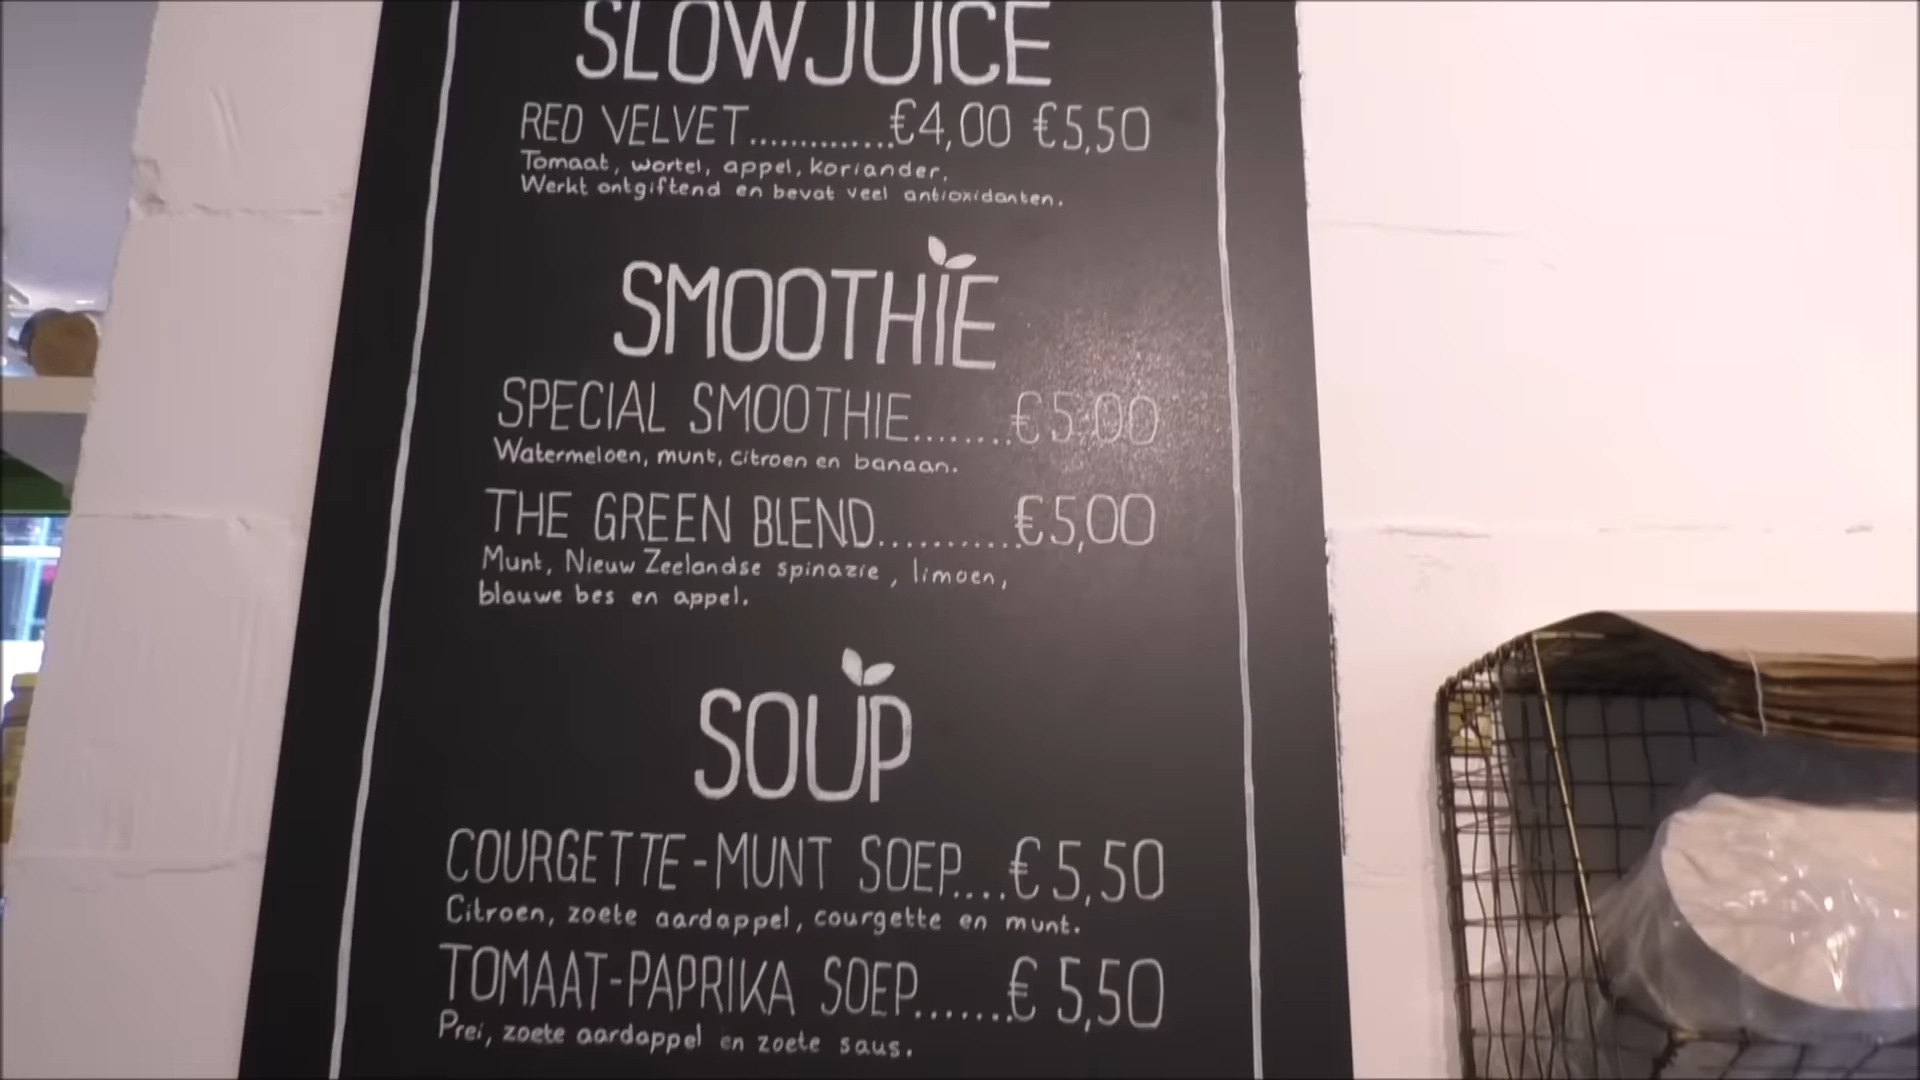 SLOWJUICE
RED VELVET.............€4,00 €5,50
Tomaat, wortel, appel, koriander.
Werkt ontgiftend en bevat veel antioxidanten.
SMOOTHIE
SPECIAL SMOOTHIE........€5,00
Watermeloen, munt, citroen en banaan.
THE GREEN BLEND...........€5,00
Munt, Nieuw Zeelandse spinazie, limoen,
blauwe bes en appel.
SOUP
COURGETTE-MUNT SOEP....€5,50
Citroen, zoete aardappel, courgette en munt.
TOMAAT-PAPRIKA SOEP.......€5,50
Prei, zoete aardappel en zoete saus.